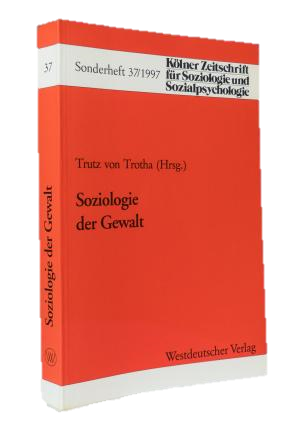 37
Soziologie der Gewalt
Sonderheft 37/1997
Kölner Zeitschrift
für Soziologie und
Sozialpsychologie
Trutz von Trotha (Hrsg.)
Soziologie
der Gewalt
Westdeutscher Verlag